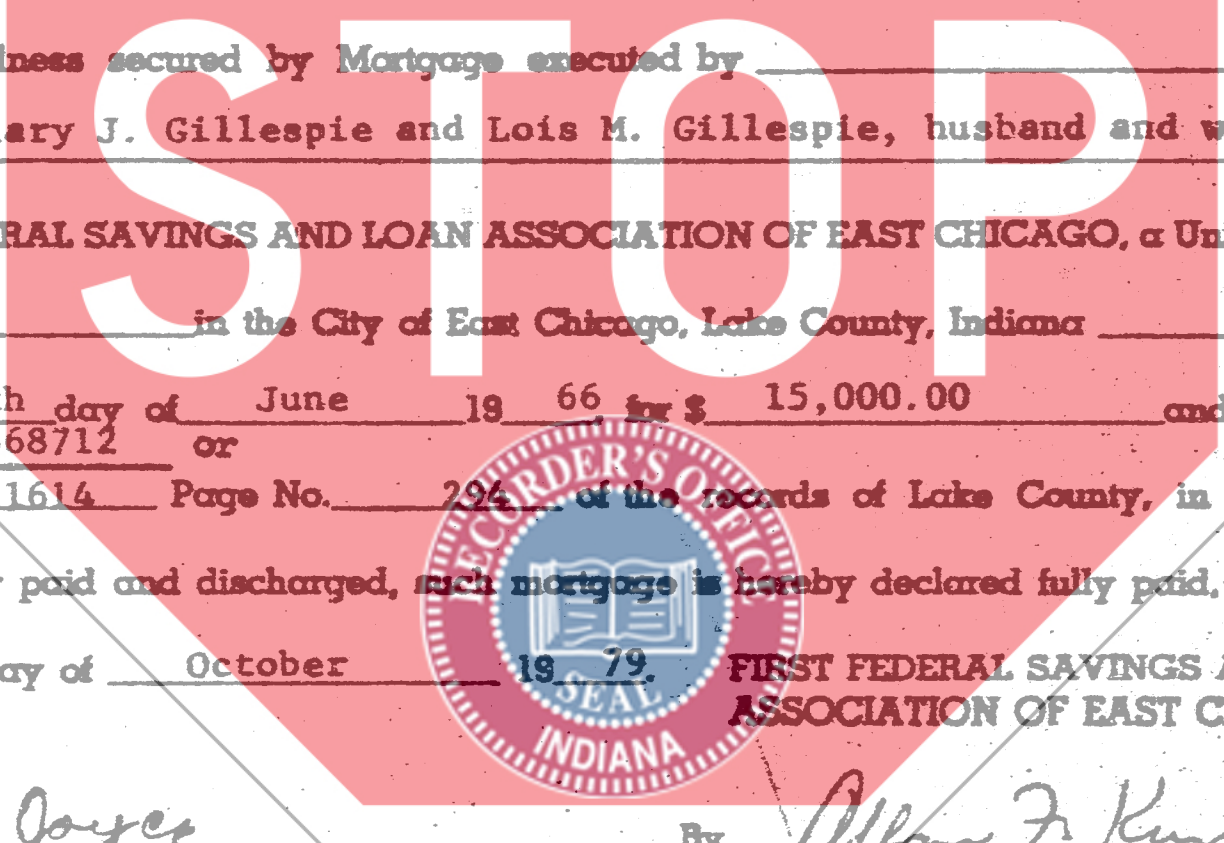 STOP
iness secured by Mortgage executed by
ary J. Gillespie and Lois M. Gillespie, husband and w
RAL SAVINGS AND LOAN ASSOCIATION OF EAST CHICAGO, a Un
in the City of East Chicago, Lake County, Indiana
h day of June 19 66 for $ 15,000.00 and
68712 or
1614 Page No. 294 of the records of Lake County, in
paid and discharged, such mortgage is hereby declared fully paid,
ay of October 19 79. FIRST FEDERAL SAVINGS A
ASSOCIATION OF EAST C
RECORDER'S OFFICE
SEAL
INDIANA
Joyce
By Allan F.